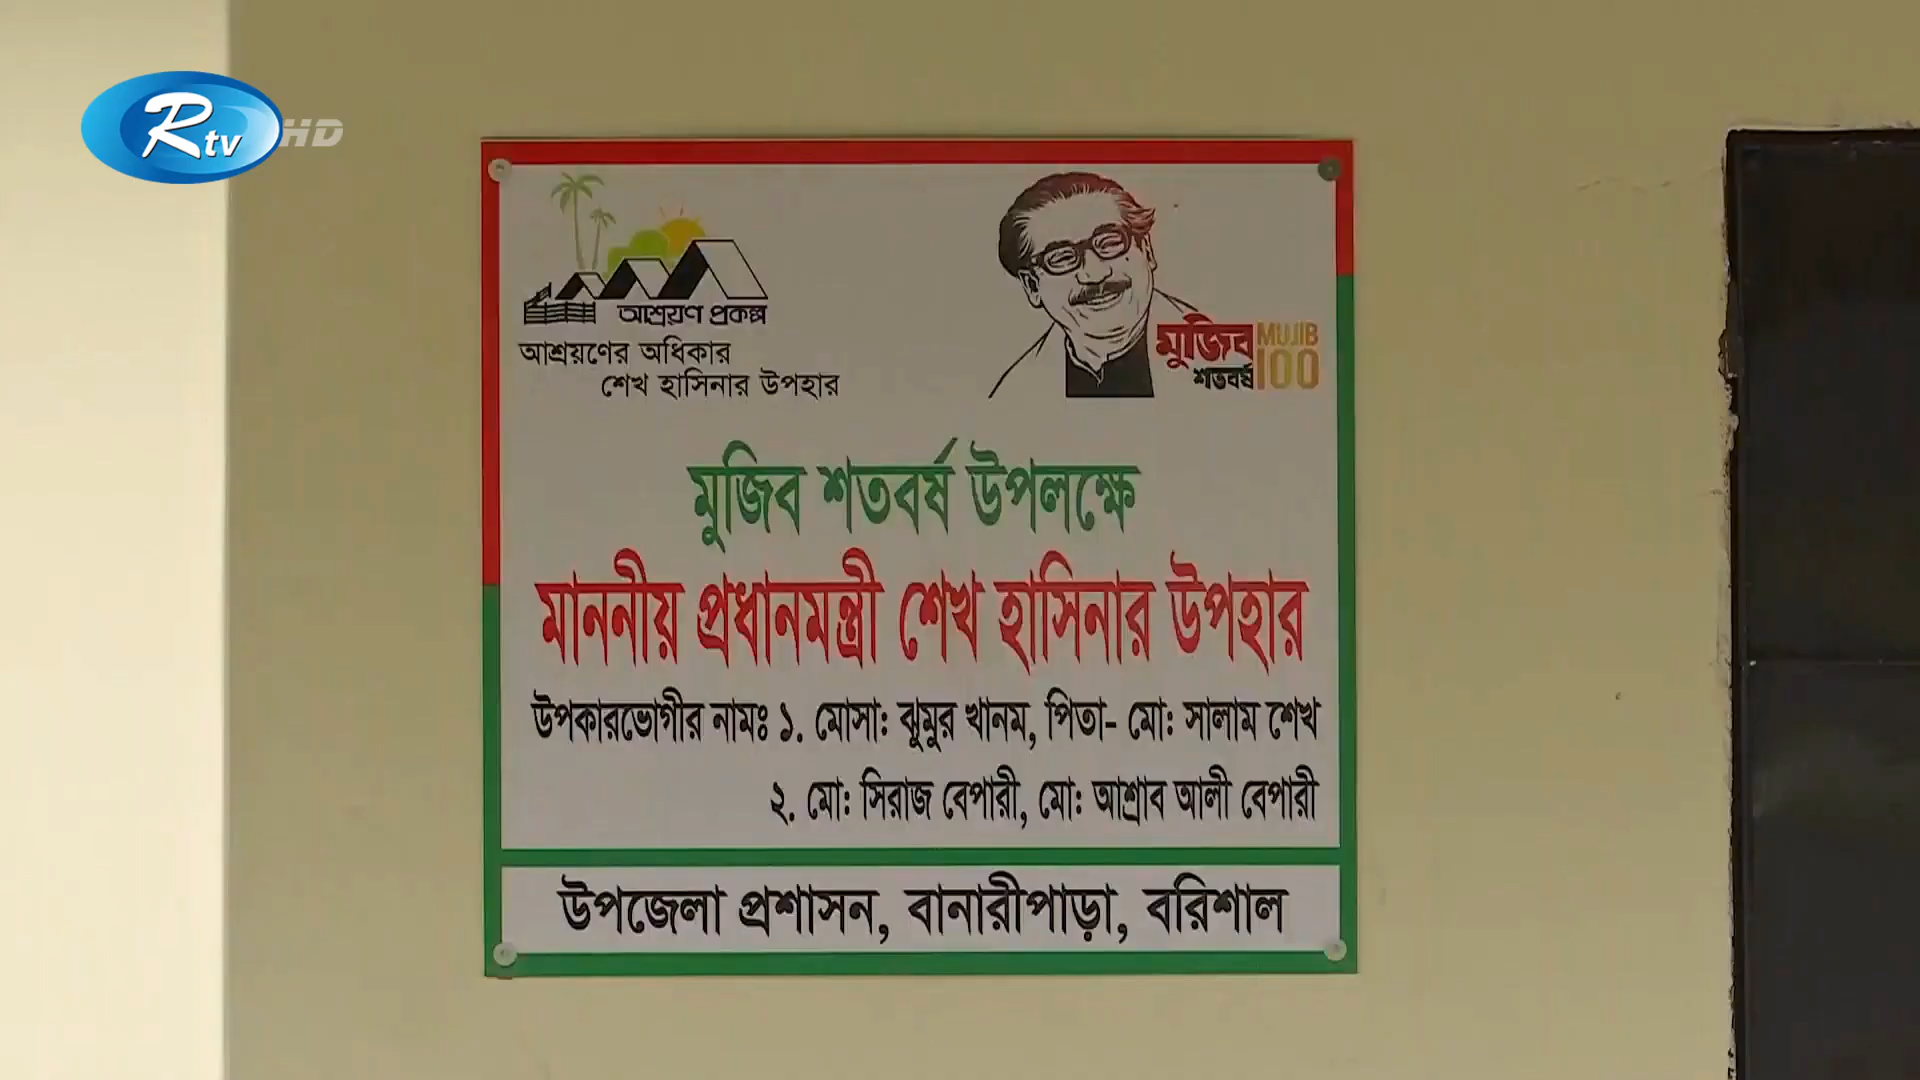 Rtv HD
আশ্রয়ণ প্রকল্প
আশ্রয়ণের অধিকার
শেখ হাসিনার উপহার
মুজিব MUJIB
শতবর্ষ 100
মুজিব শতবর্ষ উপলক্ষে
মাননীয় প্রধানমন্ত্রী শেখ হাসিনার উপহার
উপকারভোগীর নামঃ ১. মোসা: ঝুমুর খানম, পিতা- মো: সালাম শেখ
২. মো: সিরাজ বেপারী, মো: আশ্রাব আলী বেপারী
উপজেলা প্রশাসন, বানারীপাড়া, বরিশাল